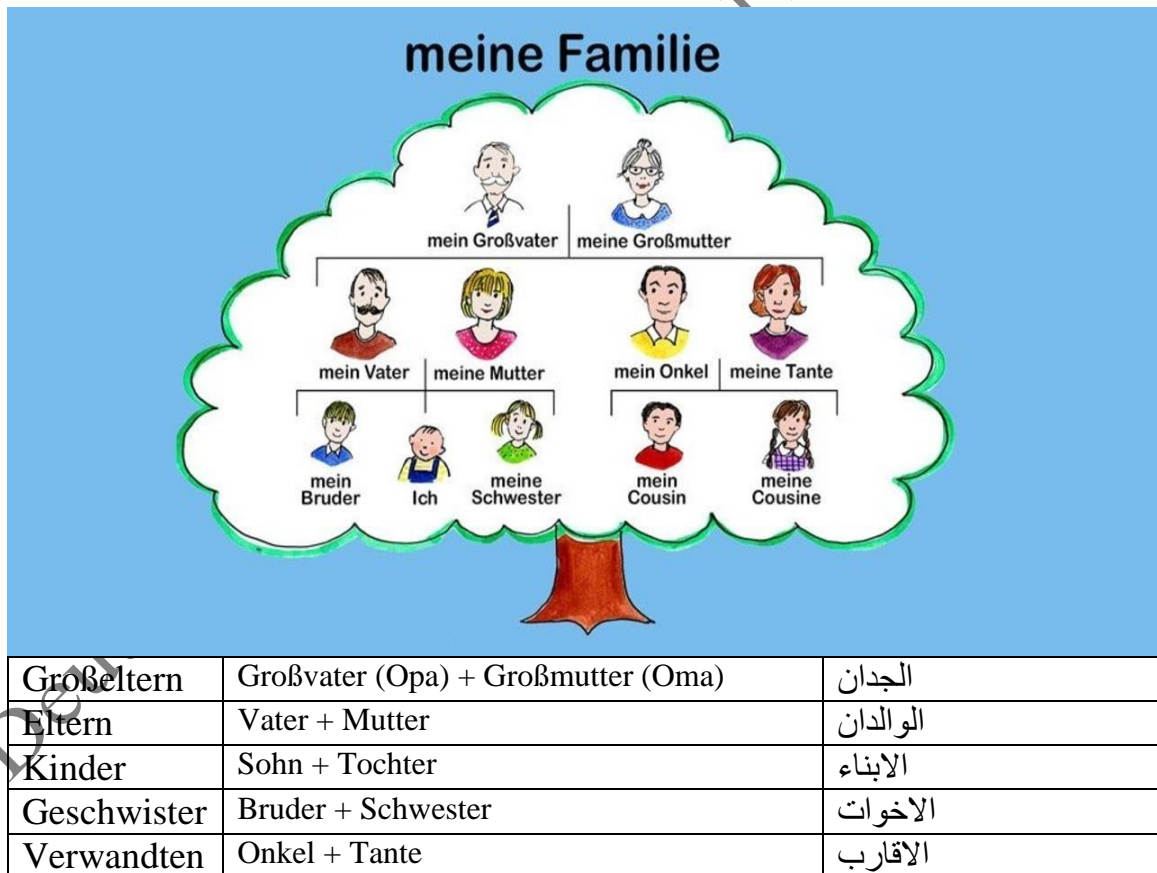 meine Familie
mein Großvater meine Großmutter
mein Vater meine Mutter mein Onkel meine Tante
mein Bruder Ich meine Schwester mein Cousin meine Cousine
Großeltern Großvater (Opa) + Großmutter (Oma) الجدان
Eltern Vater + Mutter الوالدان
Kinder Sohn + Tochter الابناء
Geschwister Bruder + Schwester الاخوات
Verwandten Onkel + Tante الاقارب